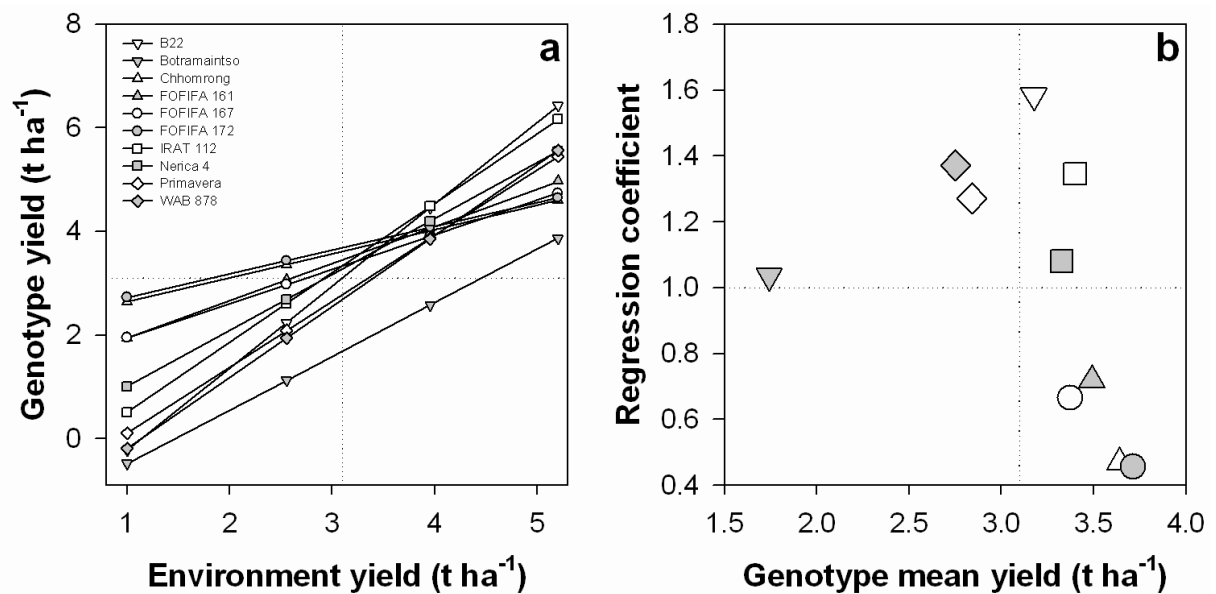 a
8
6
4
2
0
Genotype yield (t ha⁻¹)
B22
Botramaintso
Chhomrong
FOFIFA 161
FOFIFA 167
FOFIFA 172
IRAT 112
Nerica 4
Primavera
WAB 878
1 2 3 4 5
Environment yield (t ha⁻¹)
b
1.8
1.6
1.4
1.2
1.0
0.8
0.6
0.4
Regression coefficient
1.5 2.0 2.5 3.0 3.5 4.0
Genotype mean yield (t ha⁻¹)